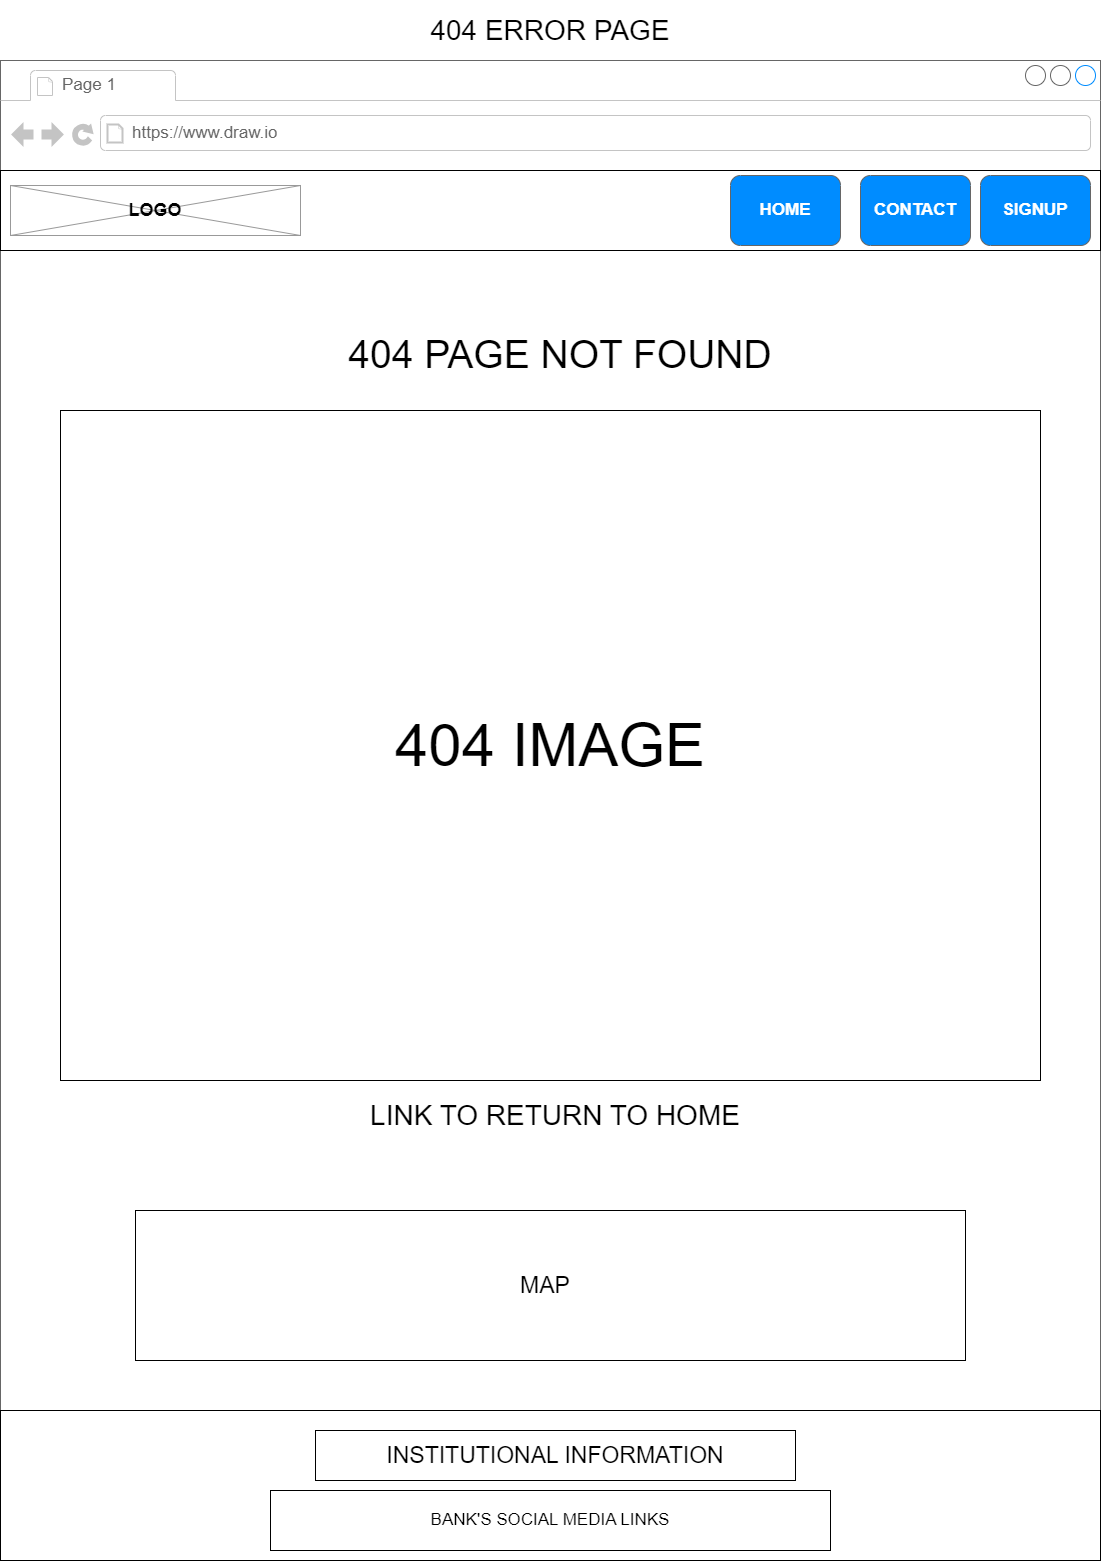 404 ERROR PAGE
Page 1
https://www.draw.io
LOGO
HOME
CONTACT
SIGNUP
404 PAGE NOT FOUND
404 IMAGE
LINK TO RETURN TO HOME
MAP
INSTITUTIONAL INFORMATION
BANK'S SOCIAL MEDIA LINKS